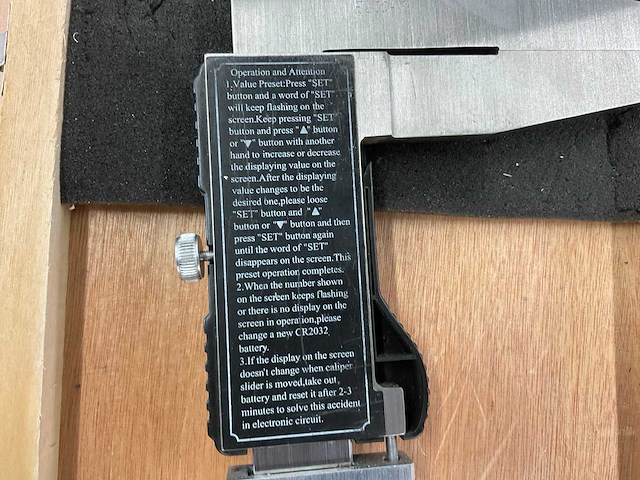 Operation and Attention
1.Value Preset:Press "SET"
button and a word of "SET"
will keep flashing on the
screen.Keep pressing "SET
button and press "▲" button
or "▼" button with another
hand to increase or decrease
the displaying value on the
screen.After the displaying
value changes to be the
desired one,please loose
"SET" button and "▲"
button or "▼" button and then
press "SET" button again
until the word of "SET"
disappears on the screen.This
preset operation completes.
2.When the number shown
on the screen keeps flashing
or there is no display on the
screen in operation,please
change a new CR2032
battery.
3.If the display on the screen
doesn't change when caliper
slider is moved,take out
battery and reset it after 2-3
minutes to solve this accident
in electronic circuit.